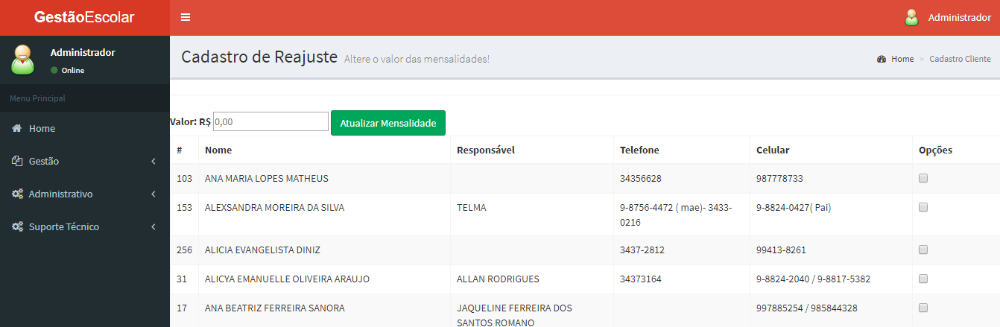 GestãoEscolar
Administrador
Administrador
Online
Cadastro de Reajuste Altere o valor das mensalidades!
Home > Cadastro Cliente
Menu Principal
Home
Gestão
Administrativo
Suporte Técnico
Valor: R$ 0,00 Atualizar Mensalidade
# Nome Responsável Telefone Celular Opções
103 ANA MARIA LOPES MATHEUS 34356628 987778733
153 ALEXSANDRA MOREIRA DA SILVA TELMA 9-8756-4472 ( mae)- 3433- 9-8824-0427( Pai)
0216
256 ALICIA EVANGELISTA DINIZ 3437-2812 99413-8261
31 ALICYA EMANUELLE OLIVEIRA ARAUJO ALLAN RODRIGUES 34373164 9-8824-2040 / 9-8817-5382
17 ANA BEATRIZ FERREIRA SANORA JAQUELINE FERREIRA DOS 997885254 / 985844328
SANTOS ROMANO